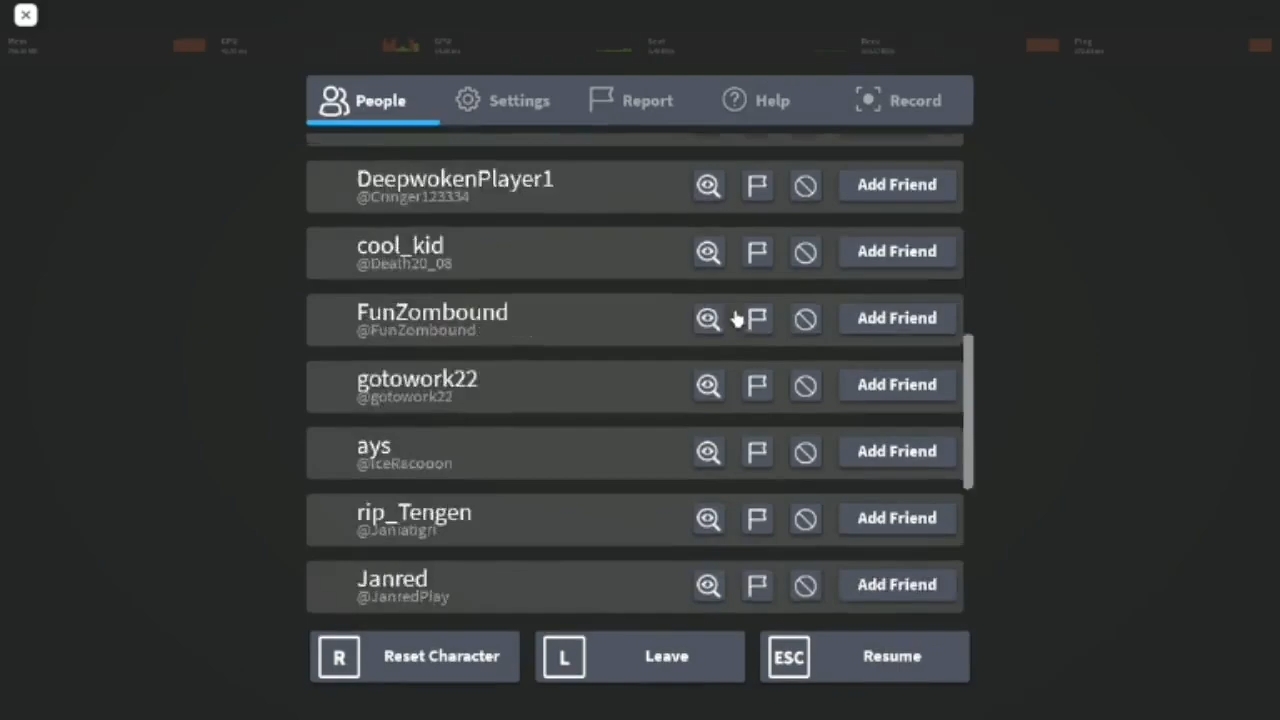 People Settings Report Help Record
DeepwokenPlayer1
@Cringer123334
Add Friend
cool_kid
@Death20_08
Add Friend
FunZombound
@FunZombound
Add Friend
gotowork22
@gotowork22
Add Friend
ays
@IceRacooon
Add Friend
rip_Tengen
Add Friend
Janred
@JanredPlay
Add Friend
R Reset Character L Leave ESC Resume